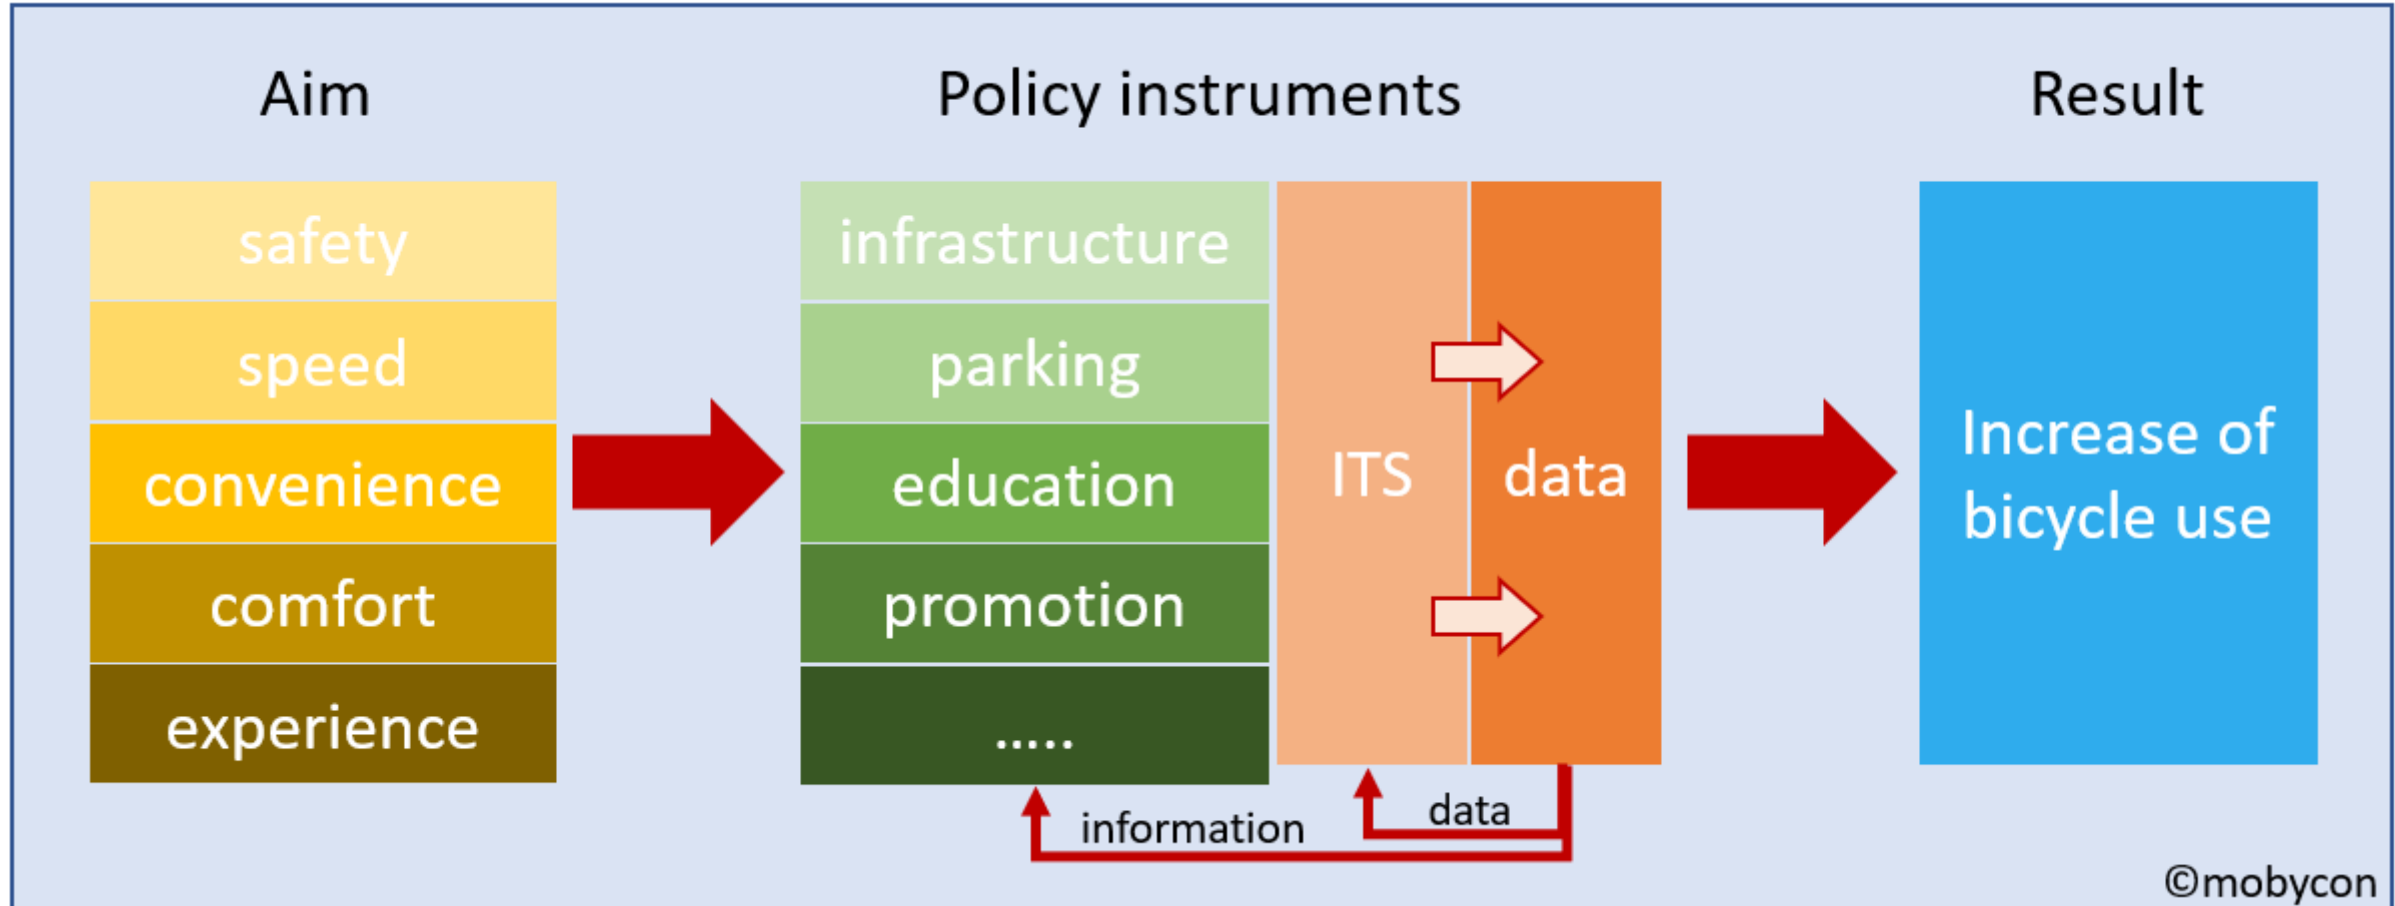 Aim
Policy instruments
Result
safety
speed
convenience
comfort
experience
infrastructure
parking
education
promotion
.....
ITS
data
Increase of
bicycle use
information
data
©mobycon